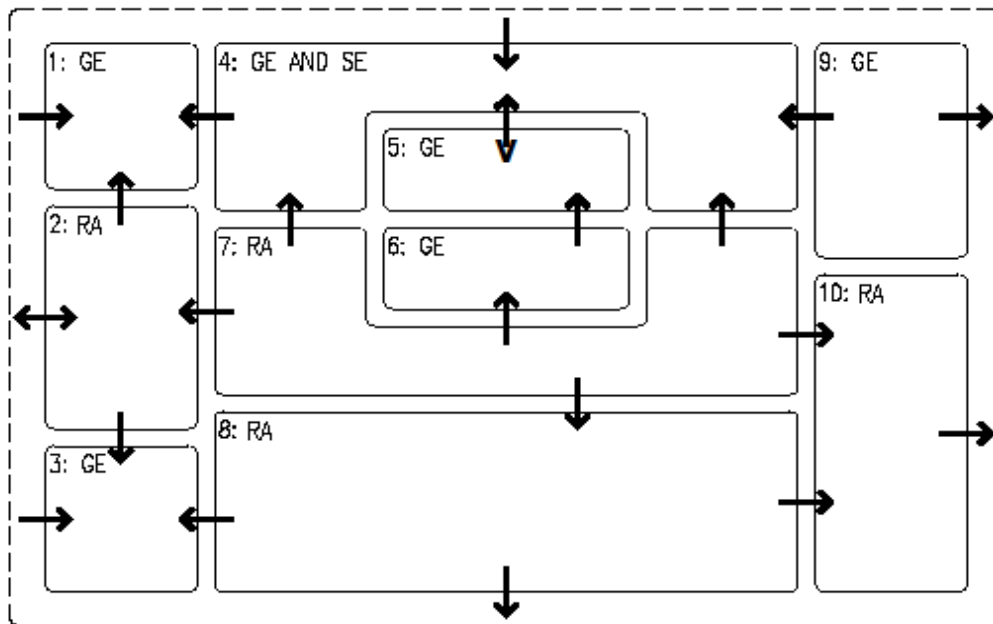 1: GE
4: GE AND SE
9: GE
5: GE
V
2: RA
7: RA
6: GE
10: RA
8: RA
3: GE